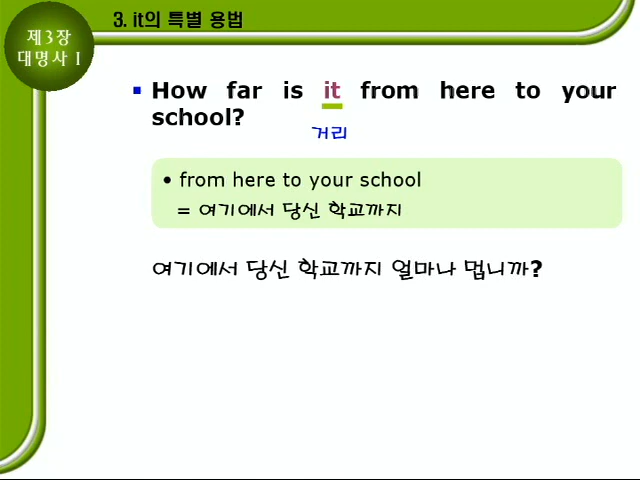 3. it의 특별 용법
제3장
대명사 I
▪ How far is it from here to your
school?
거리
• from here to your school
= 여기에서 당신 학교까지
여기에서 당신 학교까지 얼마나 멉니까?